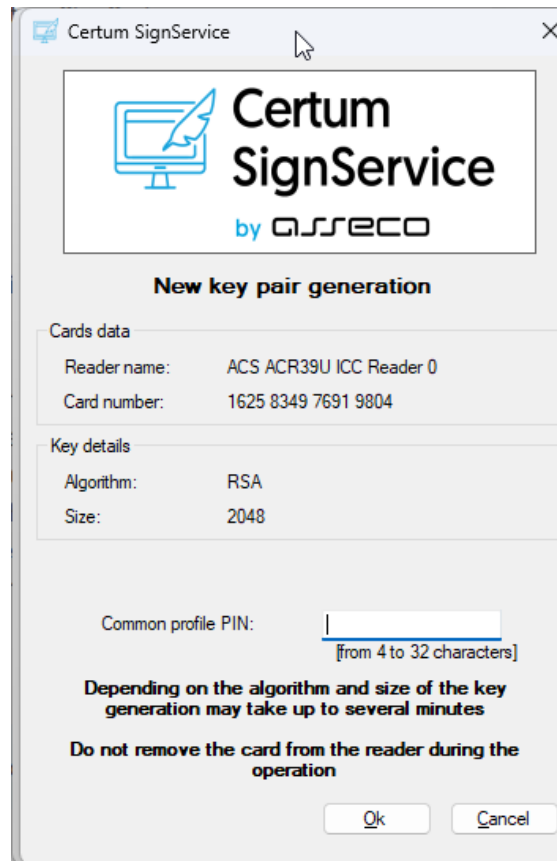 Certum SignService
Certum
SignService
by asseco
New key pair generation
Cards data
Reader name: ACS ACR39U ICC Reader 0
Card number: 1625 8349 7691 9804
Key details
Algorithm: RSA
Size: 2048
Common profile PIN:
[from 4 to 32 characters]
Depending on the algorithm and size of the key
generation may take up to several minutes
Do not remove the card from the reader during the
operation
Ok Cancel